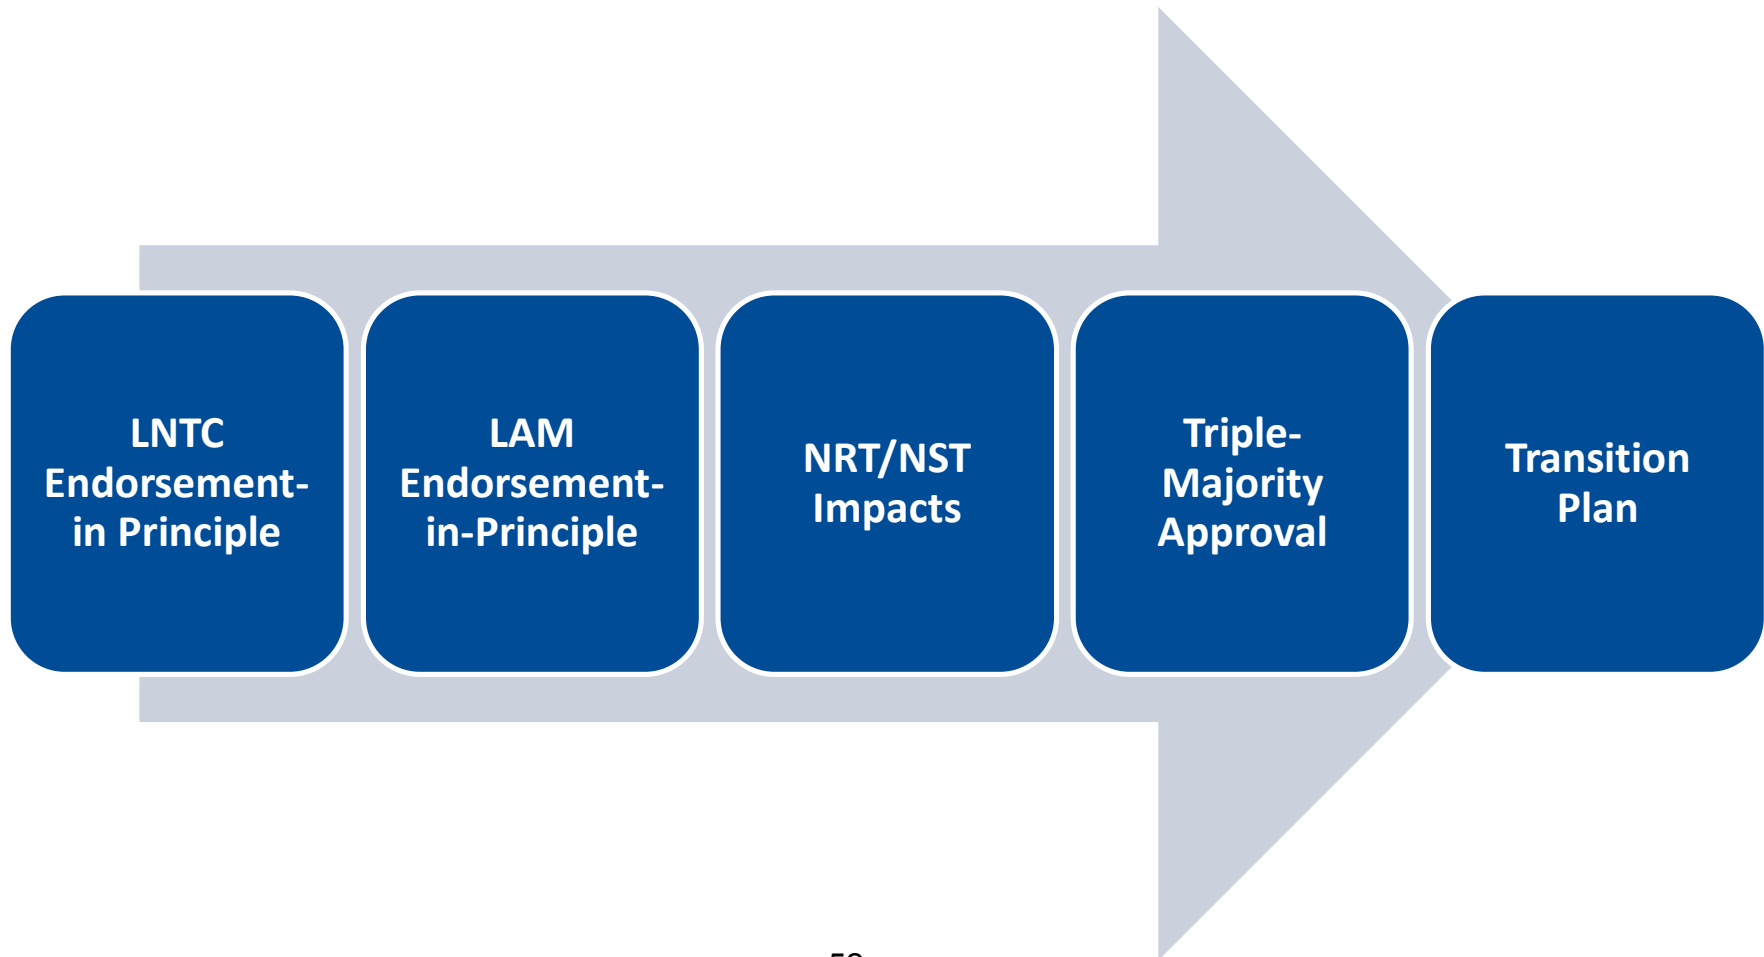 LNTC
Endorsement-
in Principle
LAM
Endorsement-
in-Principle
NRT/NST
Impacts
Triple-
Majority
Approval
Transition
Plan